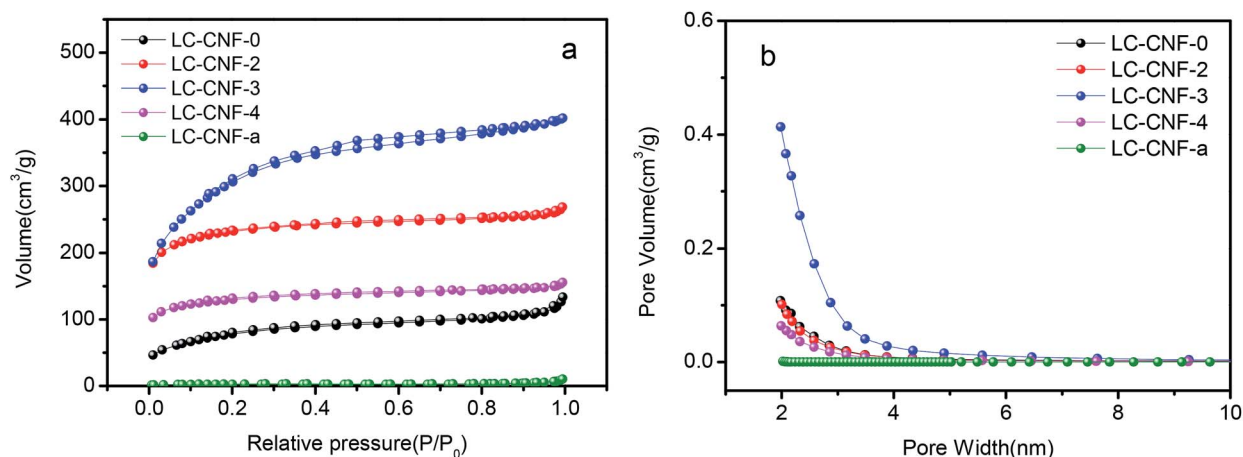 a
LC-CNF-0
LC-CNF-2
LC-CNF-3
LC-CNF-4
LC-CNF-a
500
400
300
200
100
0
Volume(cm³/g)
0.0 0.2 0.4 0.6 0.8 1.0
Relative pressure(P/P₀)
b
LC-CNF-0
LC-CNF-2
LC-CNF-3
LC-CNF-4
LC-CNF-a
0.6
0.4
0.2
0.0
Pore Volume(cm³/g)
2 4 6 8 10
Pore Width(nm)